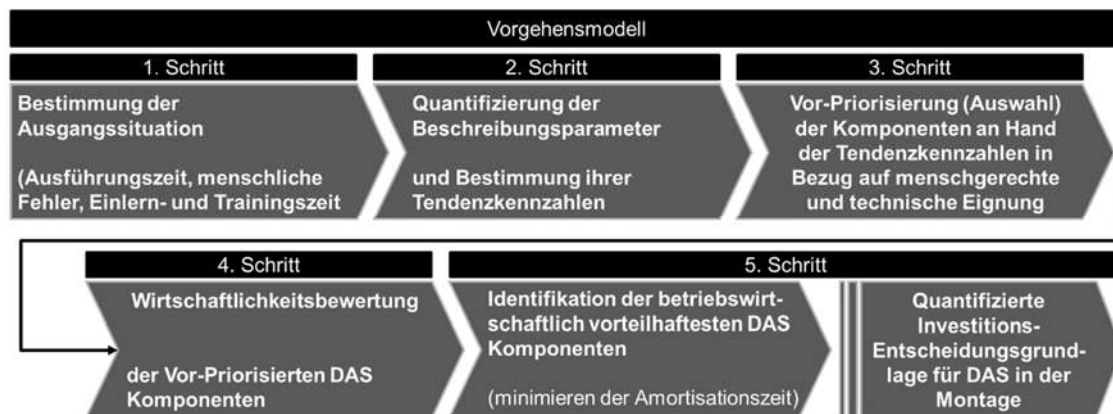 Vorgehensmodell
1. Schritt
Bestimmung der
Ausgangssituation
(Ausführungszeit, menschliche
Fehler, Einlern- und Trainingszeit
2. Schritt
Quantifizierung der
Beschreibungsparameter
und Bestimmung ihrer
Tendenzkennzahlen
3. Schritt
Vor-Priorisierung (Auswahl)
der Komponenten an Hand
der Tendenzkennzahlen in
Bezug auf menschgerechte
und technische Eignung
4. Schritt
Wirtschaftlichkeitsbewertung
der Vor-Priorisierten DAS
Komponenten
5. Schritt
Identifikation der betriebswirt-
schaftlich vorteilhaftesten DAS
Komponenten
(minimieren der Amortisationszeit)
Quantifizierte
Investitions-
Entscheidungsgrund-
lage für DAS in der
Montage